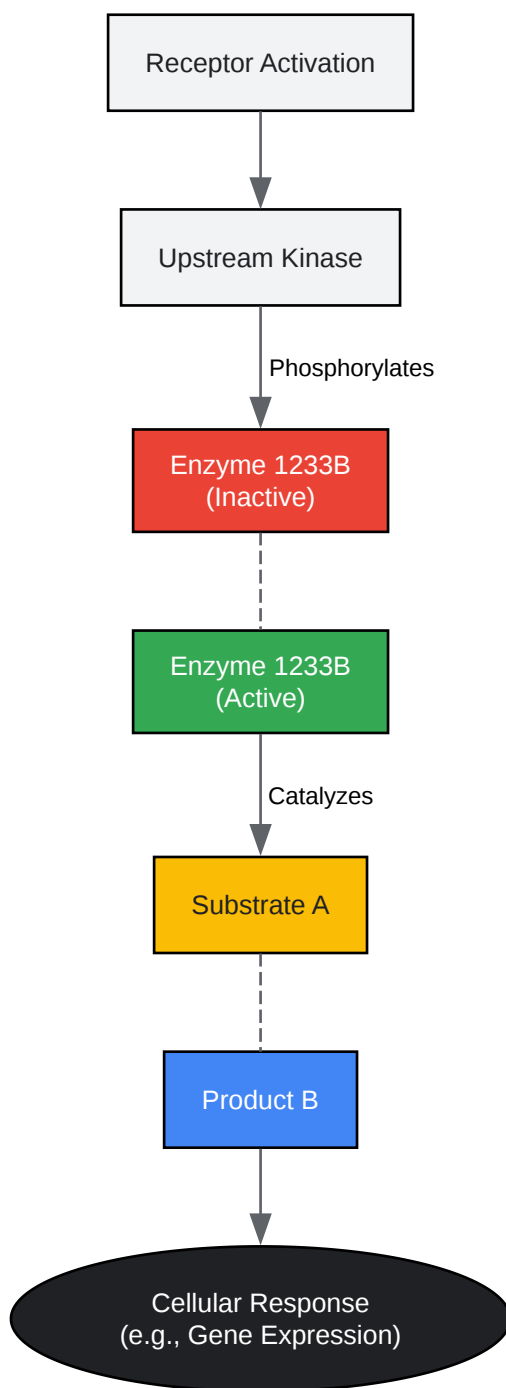 Receptor Activation
Upstream Kinase
Phosphorylates
Enzyme 1233B
(Inactive)
Enzyme 1233B
(Active)
Catalyzes
Substrate A
Product B
Cellular Response
(e.g., Gene Expression)